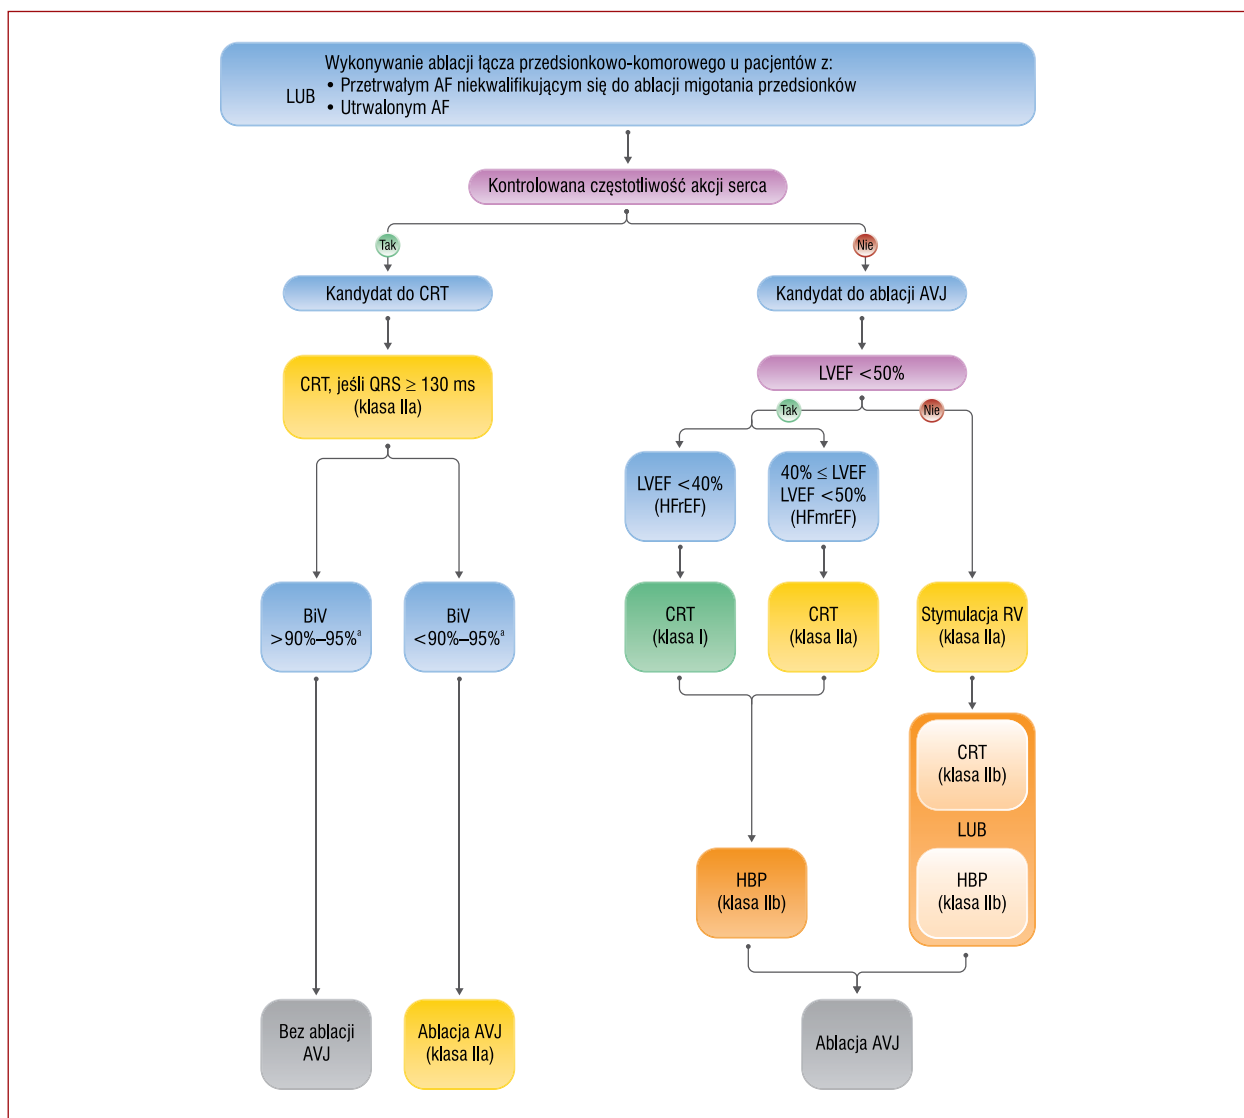 Wykonywanie ablacji łącza przedsionkowo-komorowego u pacjentów z:
• Przetrwałym AF niekwalifikującym się do ablacji migotania przedsionków
LUB
• Utrwalonym AF
Kontrolowana częstotliwość akcji serca
Tak
Nie
Kandydat do CRT
Kandydat do ablacji AVJ
CRT, jeśli QRS ≥ 130 ms
(klasa IIa)
LVEF <50%
Tak
Nie
LVEF <40%
(HFrEF)
40% ≤ LVEF
LVEF <50%
(HFmrEF)
BiV
>90%–95%ᵃ
BiV
<90%–95%ᵃ
CRT
(klasa I)
CRT
(klasa IIa)
Stymulacja RV
(klasa IIa)
CRT
(klasa IIb)
LUB
HBP
(klasa IIb)
HBP
(klasa IIb)
Bez ablacji
AVJ
Ablacja AVJ
(klasa IIa)
Ablacja AVJ